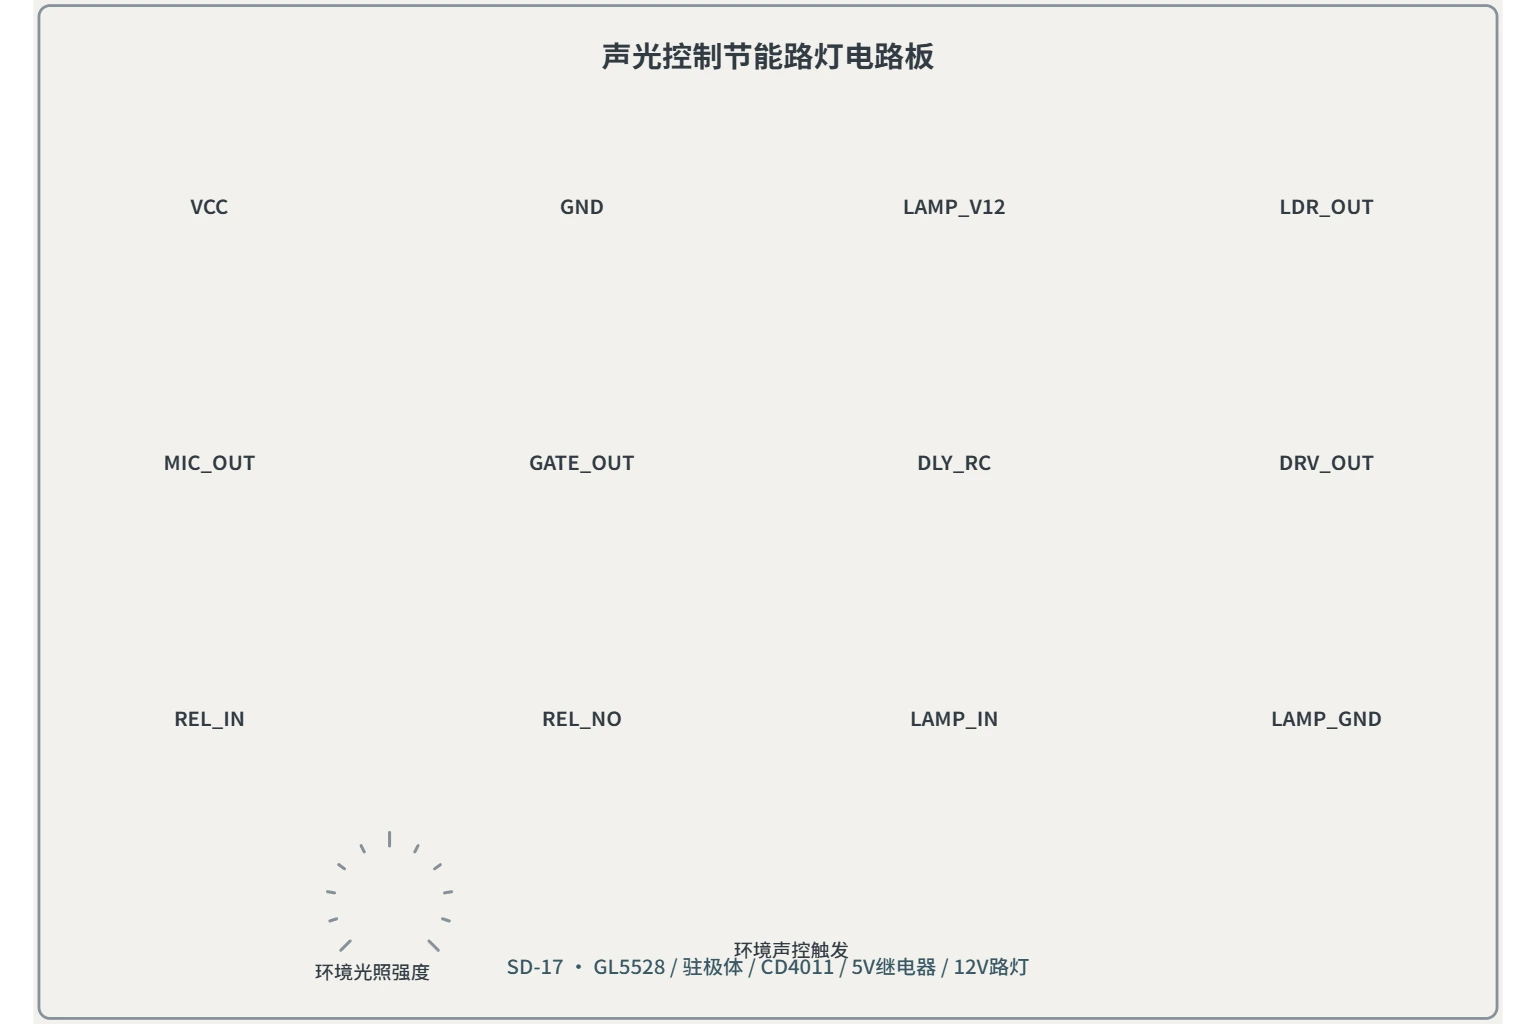 声光控制节能路灯电路板
VCC
GND
LAMP_V12
LDR_OUT
MIC_OUT
GATE_OUT
DLY_RC
DRV_OUT
REL_IN
REL_NO
LAMP_IN
LAMP_GND
环境声控触发
环境光照强度
SD-17 · GL5528 / 驻极体 / CD4011 / 5V继电器 / 12V路灯